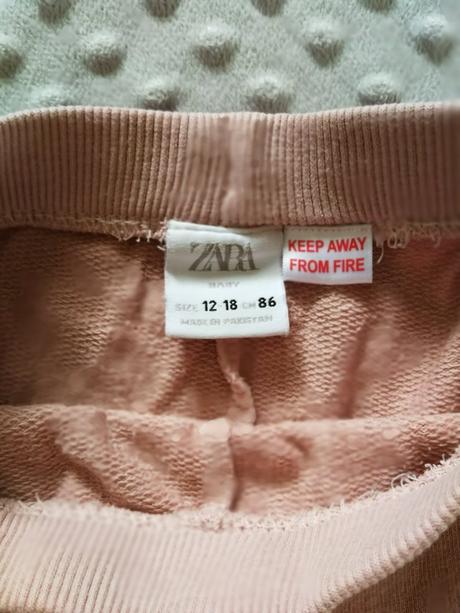 ZARA
BABY
SIZE 12-18 CM 86
MADE IN PAKISTAN
KEEP AWAY
FROM FIRE